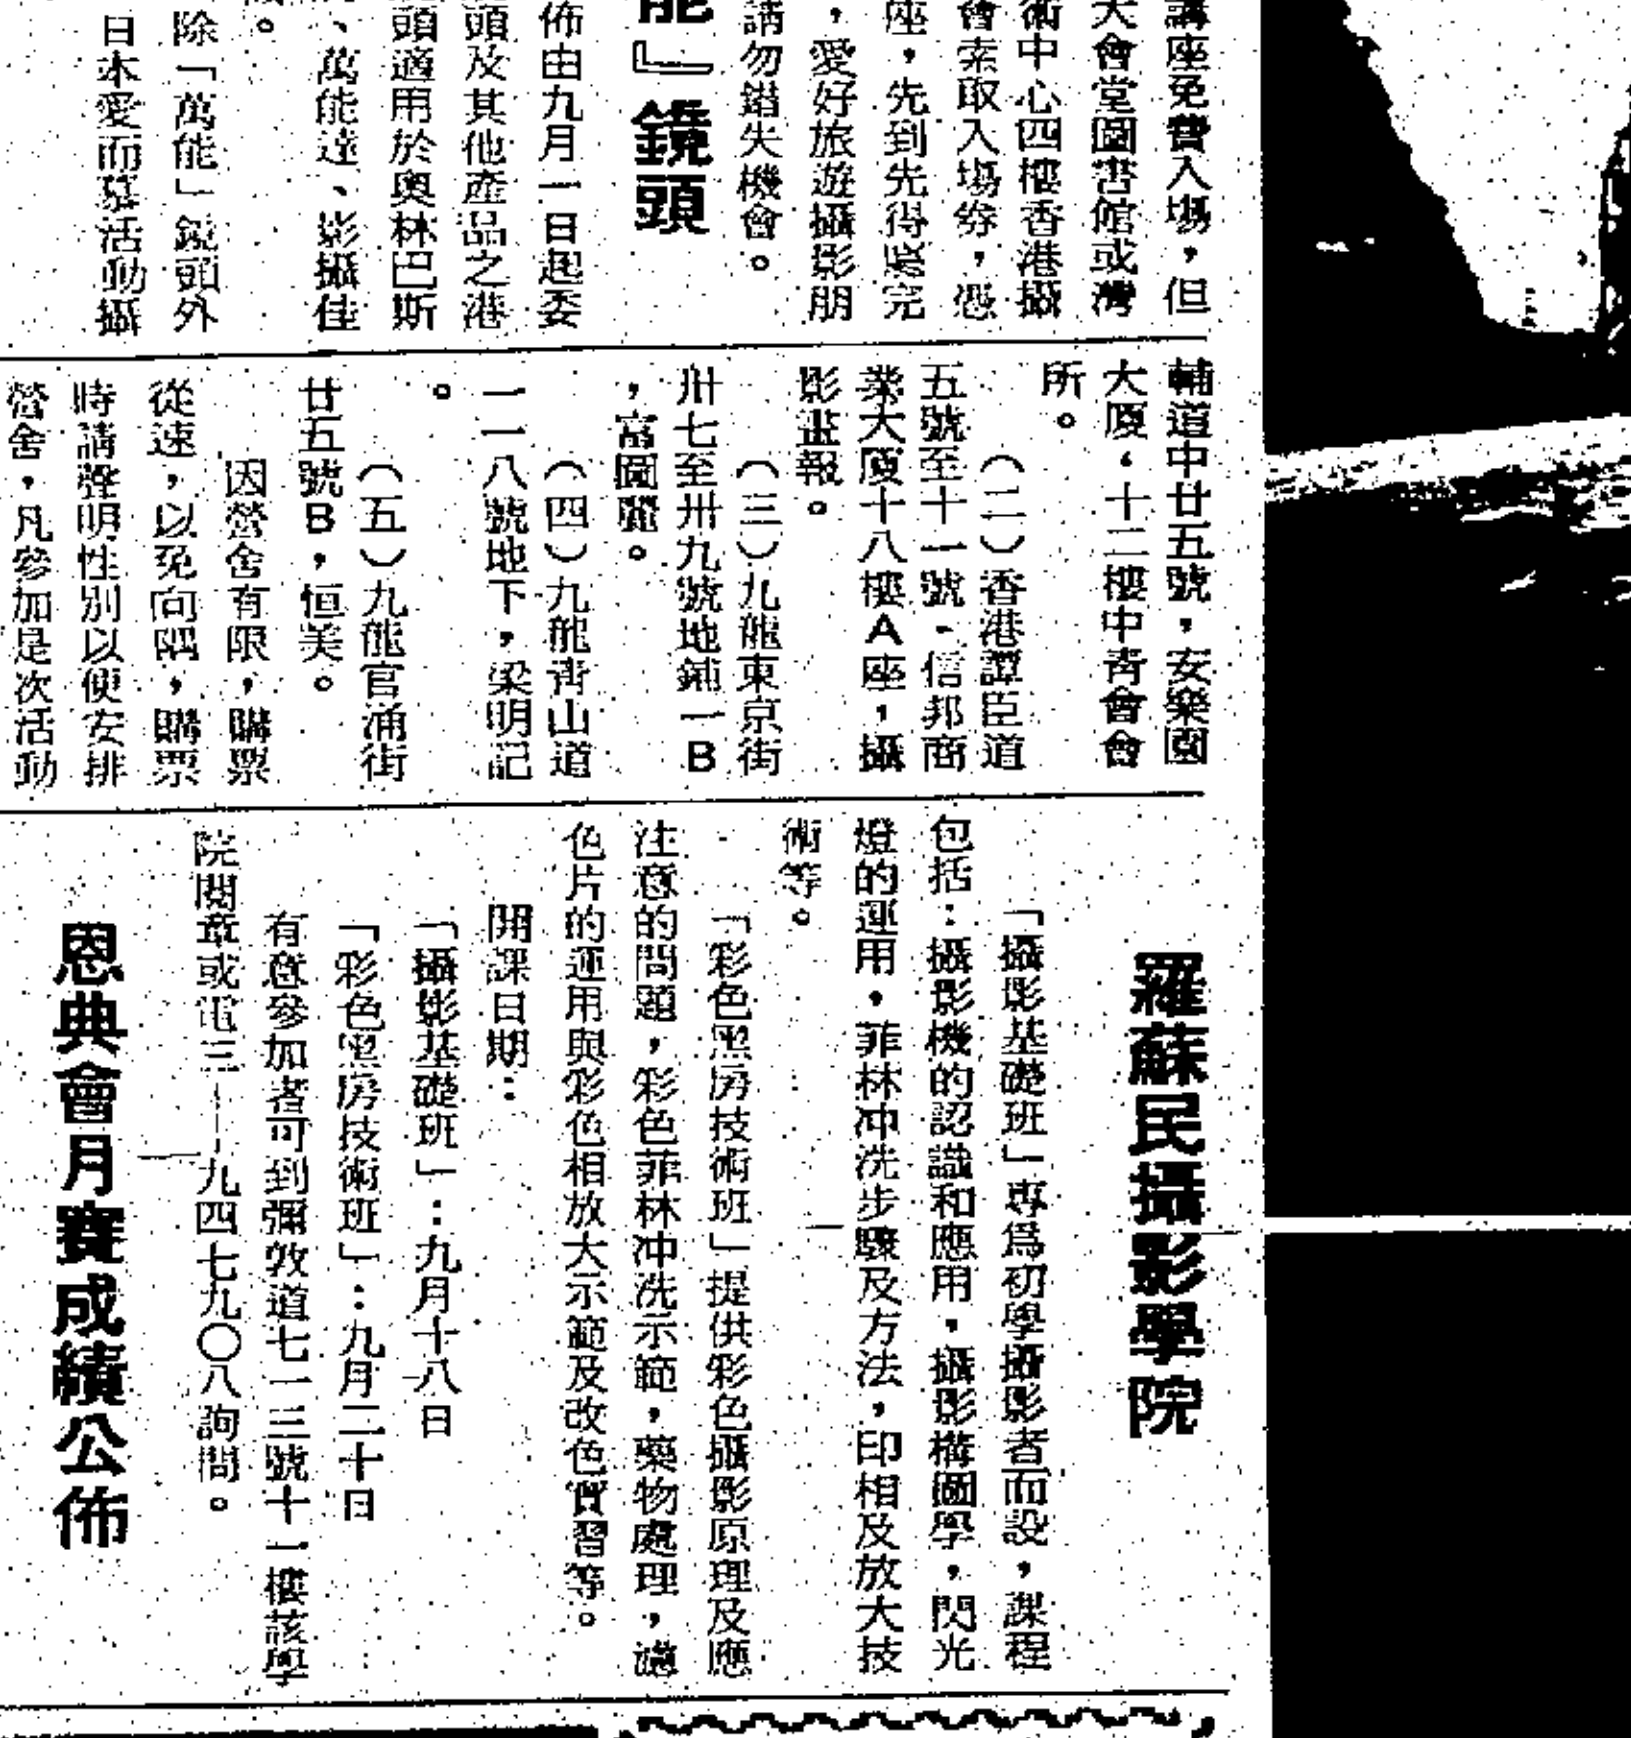 講座免費入場，但
大會堂圖書館或灣
術中心四樓香港攝
會索取入場券，憑
座，先到先得，
，愛好旅遊攝影朋
請勿錯失機會。
能』鏡頭
佈由九月一日起委
頭及其他產品之港
頭適用於奧林巴斯
、萬能達、影攝佳
。
除「萬能」鏡頭外
日本愛而慕活動攝
輔道中廿五號，安樂園
大廈，十二樓中青會會
所。
（二）香港譚臣道
五號至十一號，信邦商
業大廈十八樓A座，攝
影畫報。
（三）九龍東京街
卅七至卅九號地鋪一B
，富圖麗。
（四）九龍青山道
一一八號地下，梁明記
。
（五）九龍官涌街
廿五號B，恒美。
因營舍有限，購票
從速，以免向隅，購票
時請聲明性別以便安排
營舍，凡參加是次活動
羅蘇民攝影學院
「攝影基礎班」專為初學攝影者而設，課程
包括：攝影機的認識和應用，攝影構圖學，閃光
燈的運用，菲林冲洗步驟及方法，印相及放大技
術等。
「彩色黑房技術班」提供彩色攝影原理及應
注意的問題，彩色菲林冲洗示範，藥物處理，濾
色片的運用與彩色相放大示範及改色實習等。
開課日期：
「攝影基礎班」：九月十八日
「彩色黑房技術班」：九月二十日
有意參加者可到彌敦道七一三號十一樓該學
院閱章或電三——九四七九〇八詢問。
恩典會月賽成績公佈